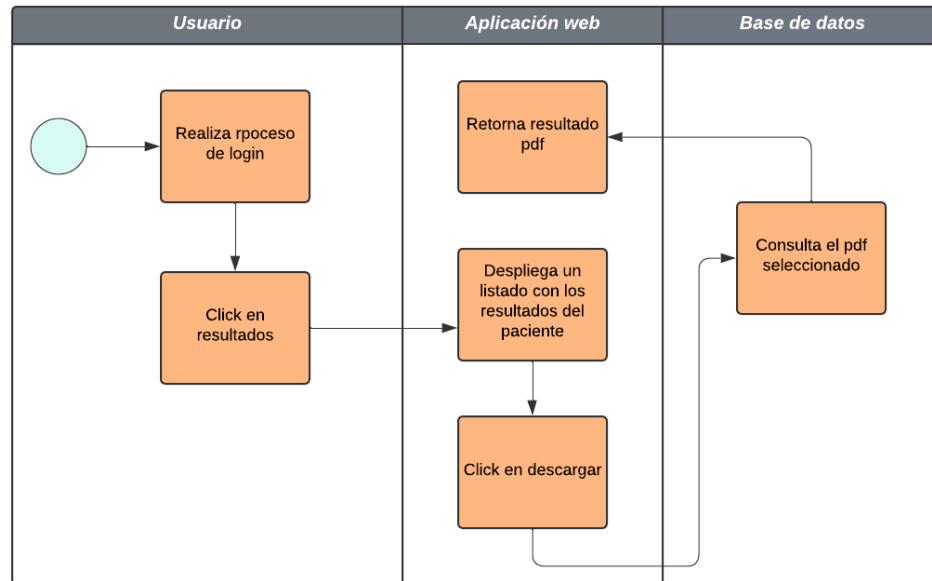 Usuario
Aplicación web
Base de datos
Realiza rpoceso
de login
Click en
resultados
Retorna resultado
pdf
Despliega un
listado con los
resultados del
paciente
Click en descargar
Consulta el pdf
seleccionado